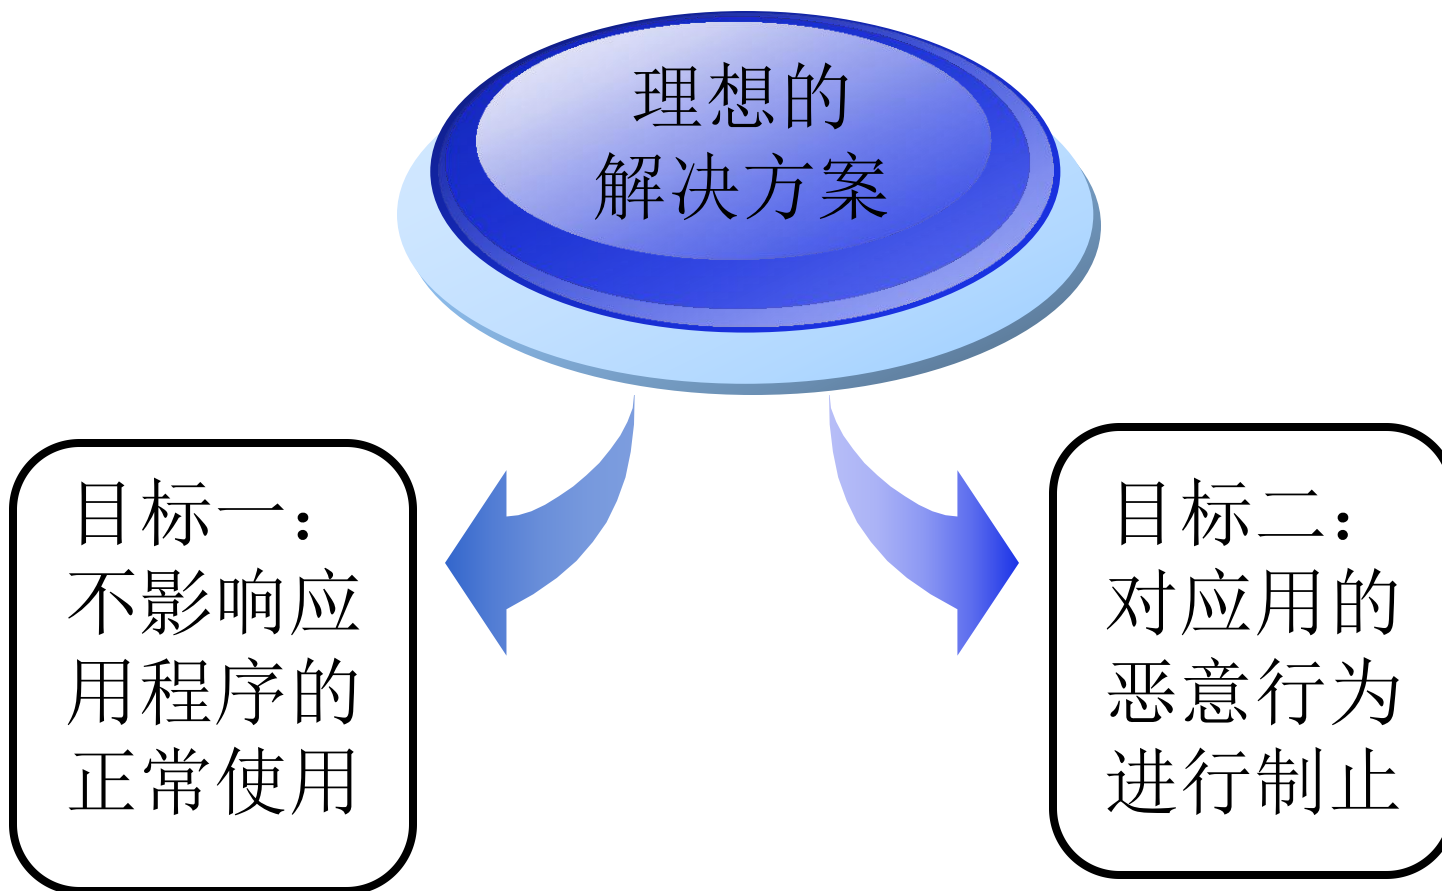 理想的
解决方案
目标一：
不影响应
用程序的
正常使用
目标二：
对应用的
恶意行为
进行制止